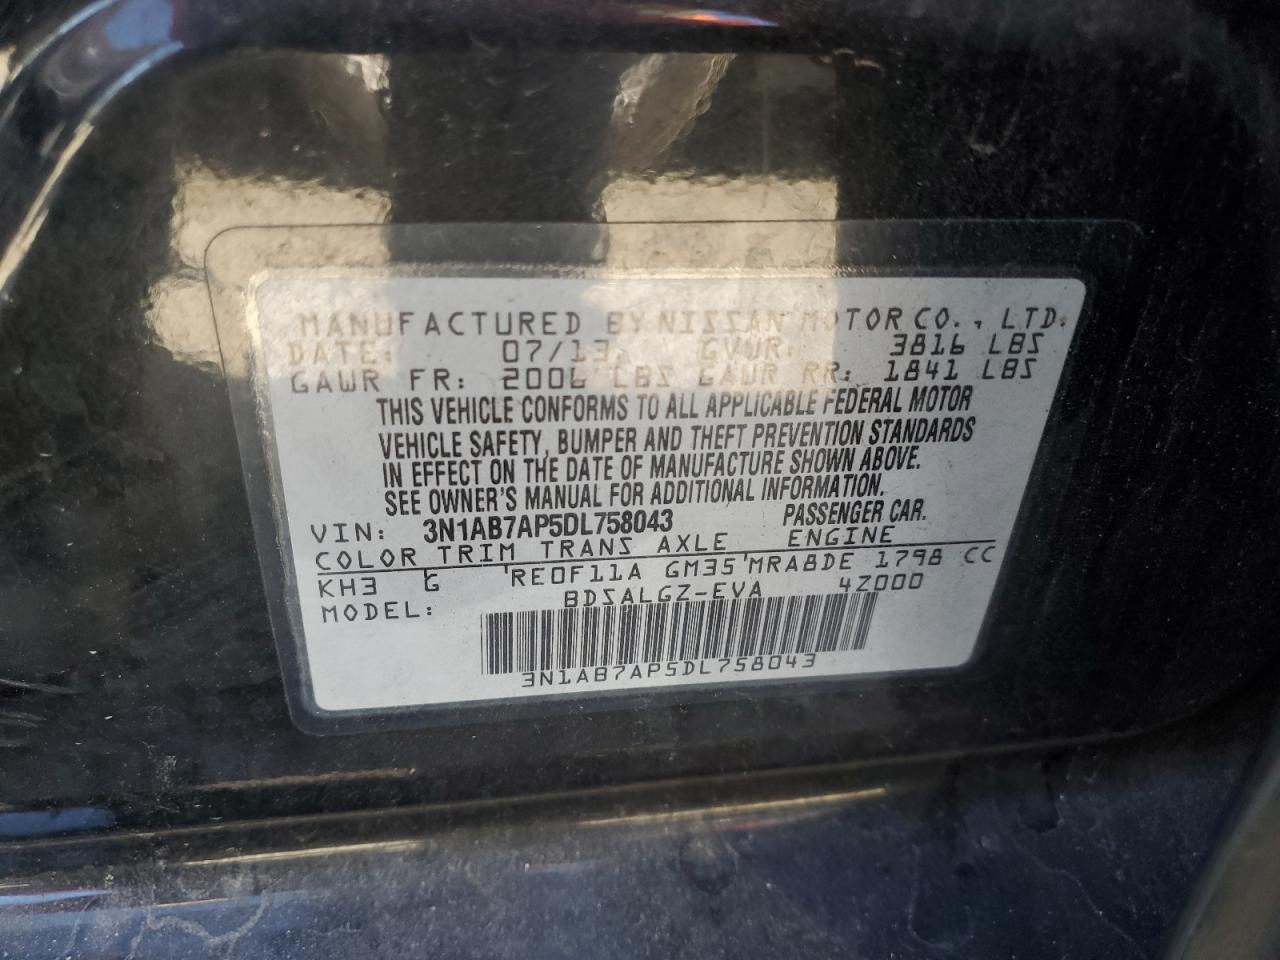 MANUFACTURED BY NISSAN MOTOR CO., LTD.
DATE: 07/13 GVWR: 3816 LBS
GAWR FR: 2006 LBS GAWR RR: 1841 LBS
THIS VEHICLE CONFORMS TO ALL APPLICABLE FEDERAL MOTOR
VEHICLE SAFETY, BUMPER AND THEFT PREVENTION STANDARDS
IN EFFECT ON THE DATE OF MANUFACTURE SHOWN ABOVE.
SEE OWNER'S MANUAL FOR ADDITIONAL INFORMATION.
VIN: 3N1AB7AP5DL758043 PASSENGER CAR.
COLOR TRIM TRANS AXLE ENGINE
KH3 G RE0F11A GM35 MRA8DE 1798 CC
MODEL: BDSALGZ-EVA 4Z000
3N1AB7AP5DL758043